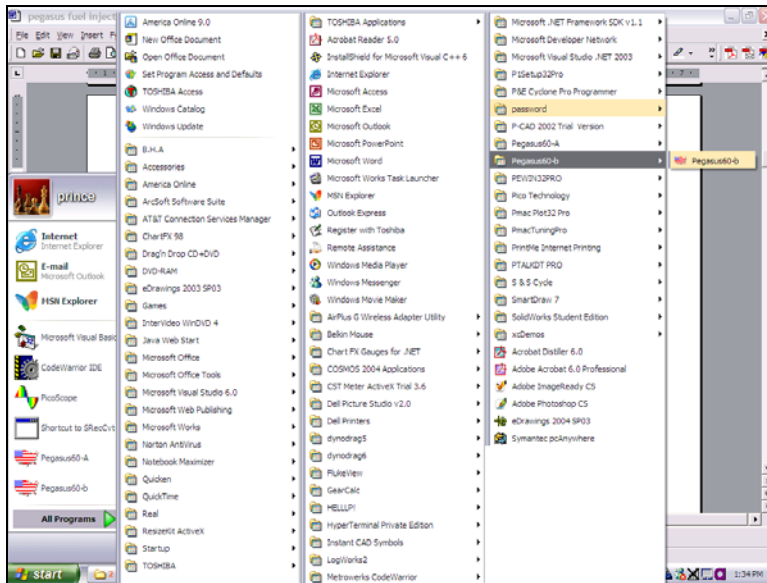 pegasus fuel inject
File Edit View Insert F
prince
Internet
Internet Explorer
E-mail
Microsoft Outlook
MSN Explorer
Microsoft Visual Basic
CodeWarrior IDE
PicoScope
Shortcut to SRecCvt
Pegasus60-A
Pegasus60-b
All Programs
start
America Online 9.0
New Office Document
Open Office Document
Set Program Access and Defaults
TOSHIBA Access
Windows Catalog
Windows Update
B.H.A
Accessories
America Online
ArcSoft Software Suite
AT&T Connection Services Manager
ChartFX 98
Drag'n Drop CD+DVD
DVD-RAM
eDrawings 2003 SP03
Games
InterVideo WinDVD 4
Java Web Start
Microsoft Office
Microsoft Office Tools
Microsoft Visual Studio 6.0
Microsoft Web Publishing
Microsoft Works
Norton AntiVirus
Notebook Maximizer
Quicken
QuickTime
Real
ResizeKit ActiveX
Startup
TOSHIBA
TOSHIBA Applications
Acrobat Reader 5.0
InstallShield for Microsoft Visual C++ 6
Internet Explorer
Microsoft Access
Microsoft Excel
Microsoft Outlook
Microsoft PowerPoint
Microsoft Word
Microsoft Works Task Launcher
MSN Explorer
Outlook Express
Register with Toshiba
Remote Assistance
Windows Media Player
Windows Messenger
Windows Movie Maker
AirPlus G Wireless Adapter Utility
Belkin Mouse
Chart FX Gauges for .NET
COSMOS 2004 Applications
CST Meter ActiveX Trial 3.6
Dell Picture Studio v2.0
Dell Printers
dynodrag5
dynodrag6
FlukeView
GearCalc
HELLLP!
HyperTerminal Private Edition
Instant CAD Symbols
LogWorks2
Metrowerks CodeWarrior
Microsoft .NET Framework SDK v1.1
Microsoft Developer Network
Microsoft Visual Studio .NET 2003
P1Setup32Pro
P&E Cyclone Pro Programmer
password
P-CAD 2002 Trial Version
Pegasus60-A
Pegasus60-b
PEWIN32PRO
Pico Technology
Pmac Plot32 Pro
PmacTuningPro
PrintMe Internet Printing
PTALKDT PRO
S & S Cycle
SmartDraw 7
SolidWorks Student Edition
xcDemos
Acrobat Distiller 6.0
Adobe Acrobat 6.0 Professional
Adobe ImageReady CS
Adobe Photoshop CS
eDrawings 2004 SP03
Symantec pcAnywhere
Pegasus60-b
1:34 PM